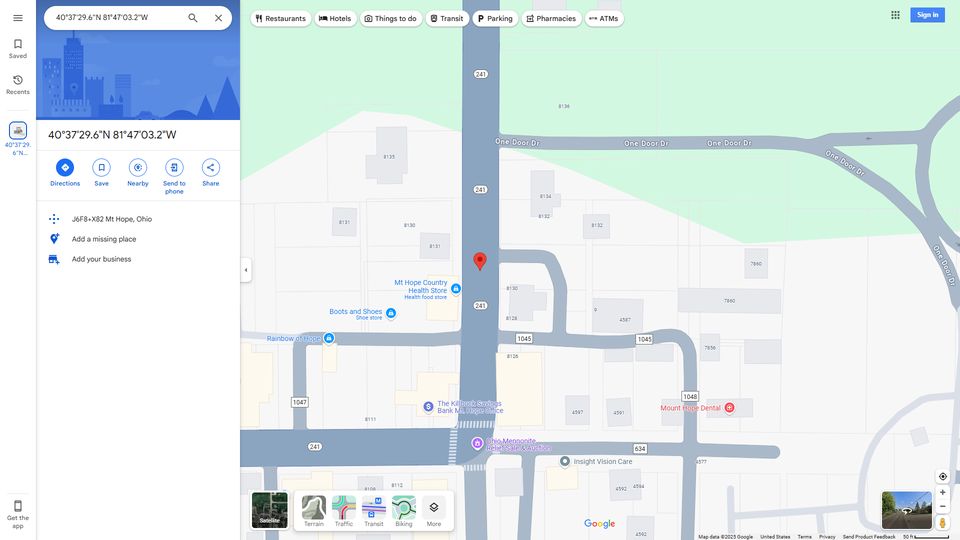 40°37'29.6"N 81°47'03.2"W
Restaurants
Hotels
Things to do
Transit
Parking
Pharmacies
ATMs
Sign in
Saved
Recents
40°37'29.
6"N...
Get the
app
40°37'29.6"N 81°47'03.2"W
Directions
Save
Nearby
Send to
phone
Share
J6F8+X82 Mt Hope, Ohio
Add a missing place
Add your business
241
8136
One Door Dr
One Door Dr
One Door Dr
One Door Dr
One Door Dr
8135
241
8134
8132
8132
8131
8130
8131
7860
7860
Mt Hope Country
Health Store
Health food store
241
8130
8128
9
4587
Boots and Shoes
Shoe store
Rainbow of Hope
1045
1045
8126
7856
1047
1048
The Killbuck Savings
Bank Mt. Hope Office
8111
4597
4591
Mount Hope Dental
241
Ohio Mennonite
Relief Sale & Auction
634
Insight Vision Care
4577
8106
8112
4592
4594
Satellite
Terrain
Traffic
Transit
Biking
More
Google
Map data ©2025 Google
United States
Terms
Privacy
Send Product Feedback
50 ft